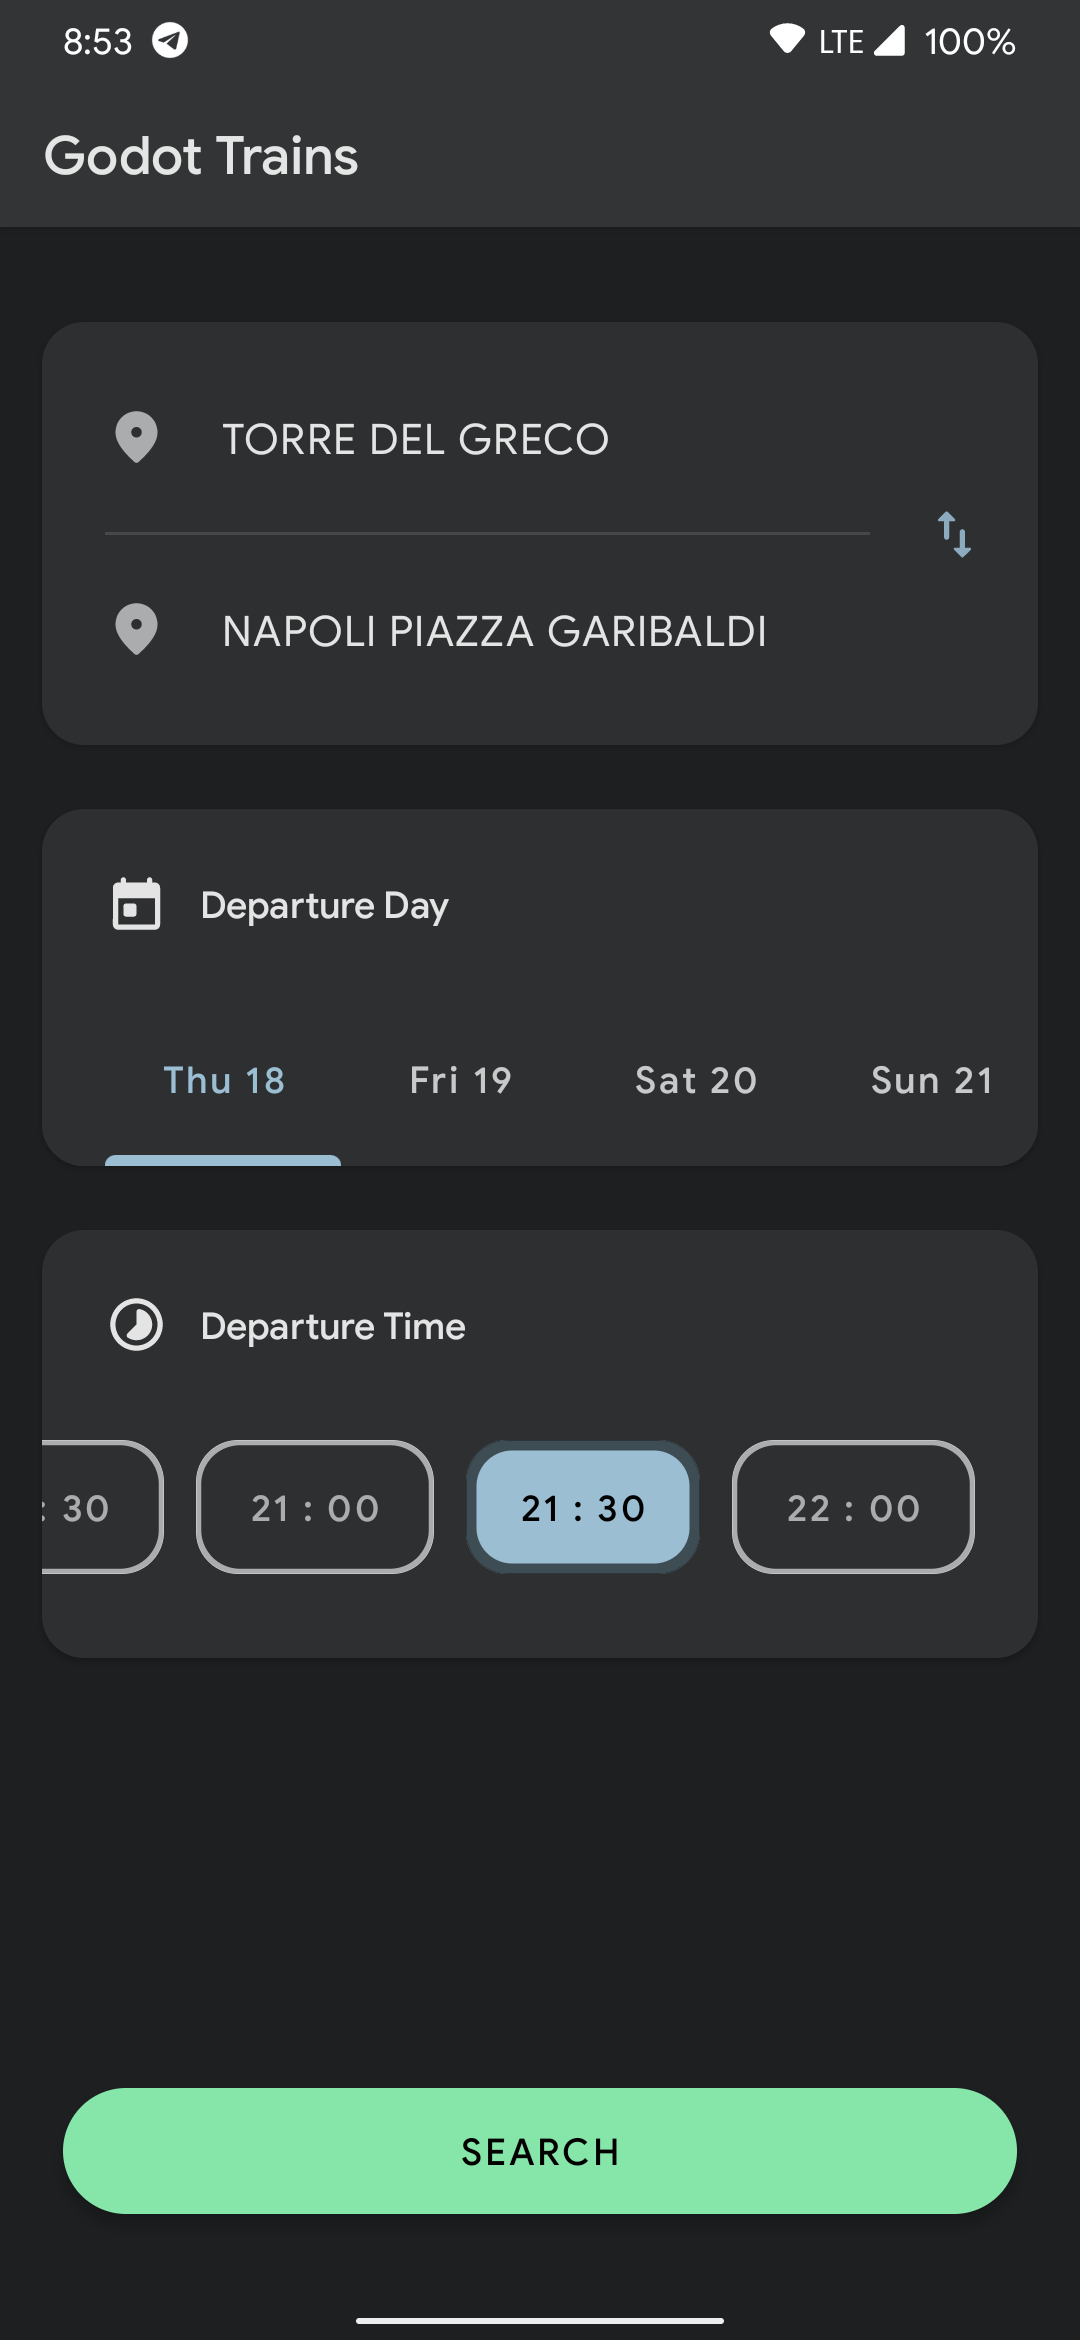 8:53 LTE 100%
Godot Trains
TORRE DEL GRECO
NAPOLI PIAZZA GARIBALDI
Departure Day
Thu 18 Fri 19 Sat 20 Sun 21
Departure Time
: 30 21 : 00 21 : 30 22 : 00
SEARCH